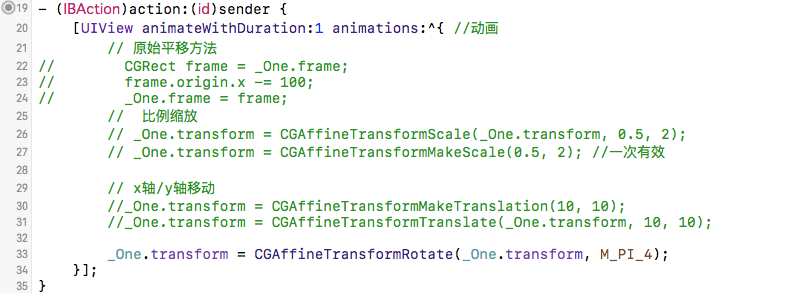 19 - (IBAction)action:(id)sender {
20     [UIView animateWithDuration:1 animations:^{ //动画
21         // 原始平移方法
22 //        CGRect frame = _One.frame;
23 //        frame.origin.x -= 100;
24 //        _One.frame = frame;
25         //  比例缩放
26         // _One.transform = CGAffineTransformScale(_One.transform, 0.5, 2);
27         // _One.transform = CGAffineTransformMakeScale(0.5, 2); //一次有效
28
29         // x轴/y轴移动
30         //_One.transform = CGAffineTransformMakeTranslation(10, 10);
31         //_One.transform = CGAffineTransformTranslate(_One.transform, 10, 10);
32
33         _One.transform = CGAffineTransformRotate(_One.transform, M_PI_4);
34     }];
35 }